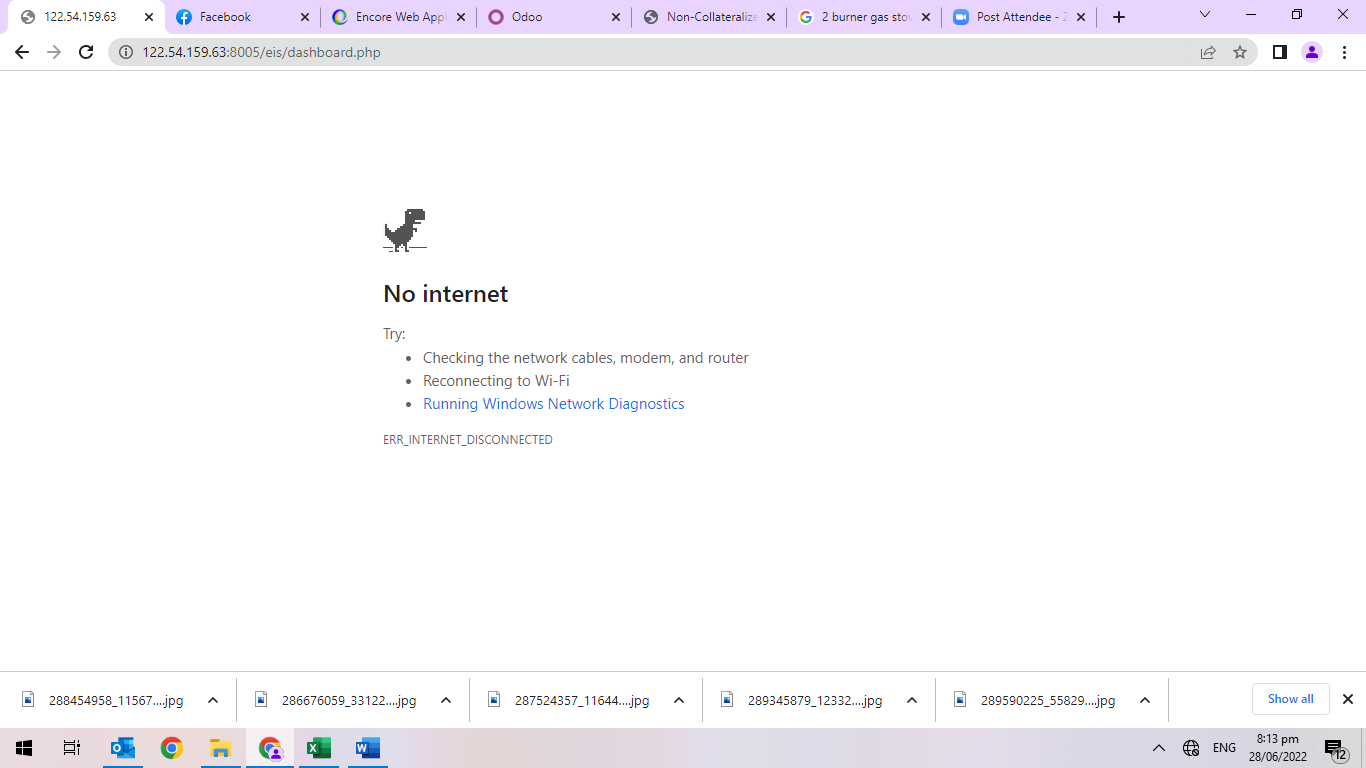 122.54.159.63
Facebook
Encore Web Appl
Odoo
Non-Collateralize
2 burner gas stov
Post Attendee - Z
122.54.159.63:8005/eis/dashboard.php
No internet
Try:
Checking the network cables, modem, and router
Reconnecting to Wi-Fi
Running Windows Network Diagnostics
ERR_INTERNET_DISCONNECTED
288454958_11567....jpg
286676059_33122....jpg
287524357_11644....jpg
289345879_12332....jpg
289590225_55829....jpg
Show all
ENG
8:13 pm
28/06/2022
12